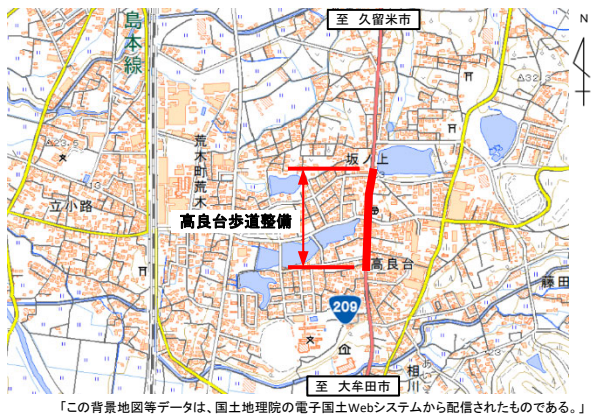 至 久留米市
N
島本線
32.3
坂ノ上
荒木町荒木
23.5
立小路
高良台歩道整備
高良台
藤田
209
相川
至 大牟田市
「この背景地図等データは、国土地理院の電子国土Webシステムから配信されたものである。」